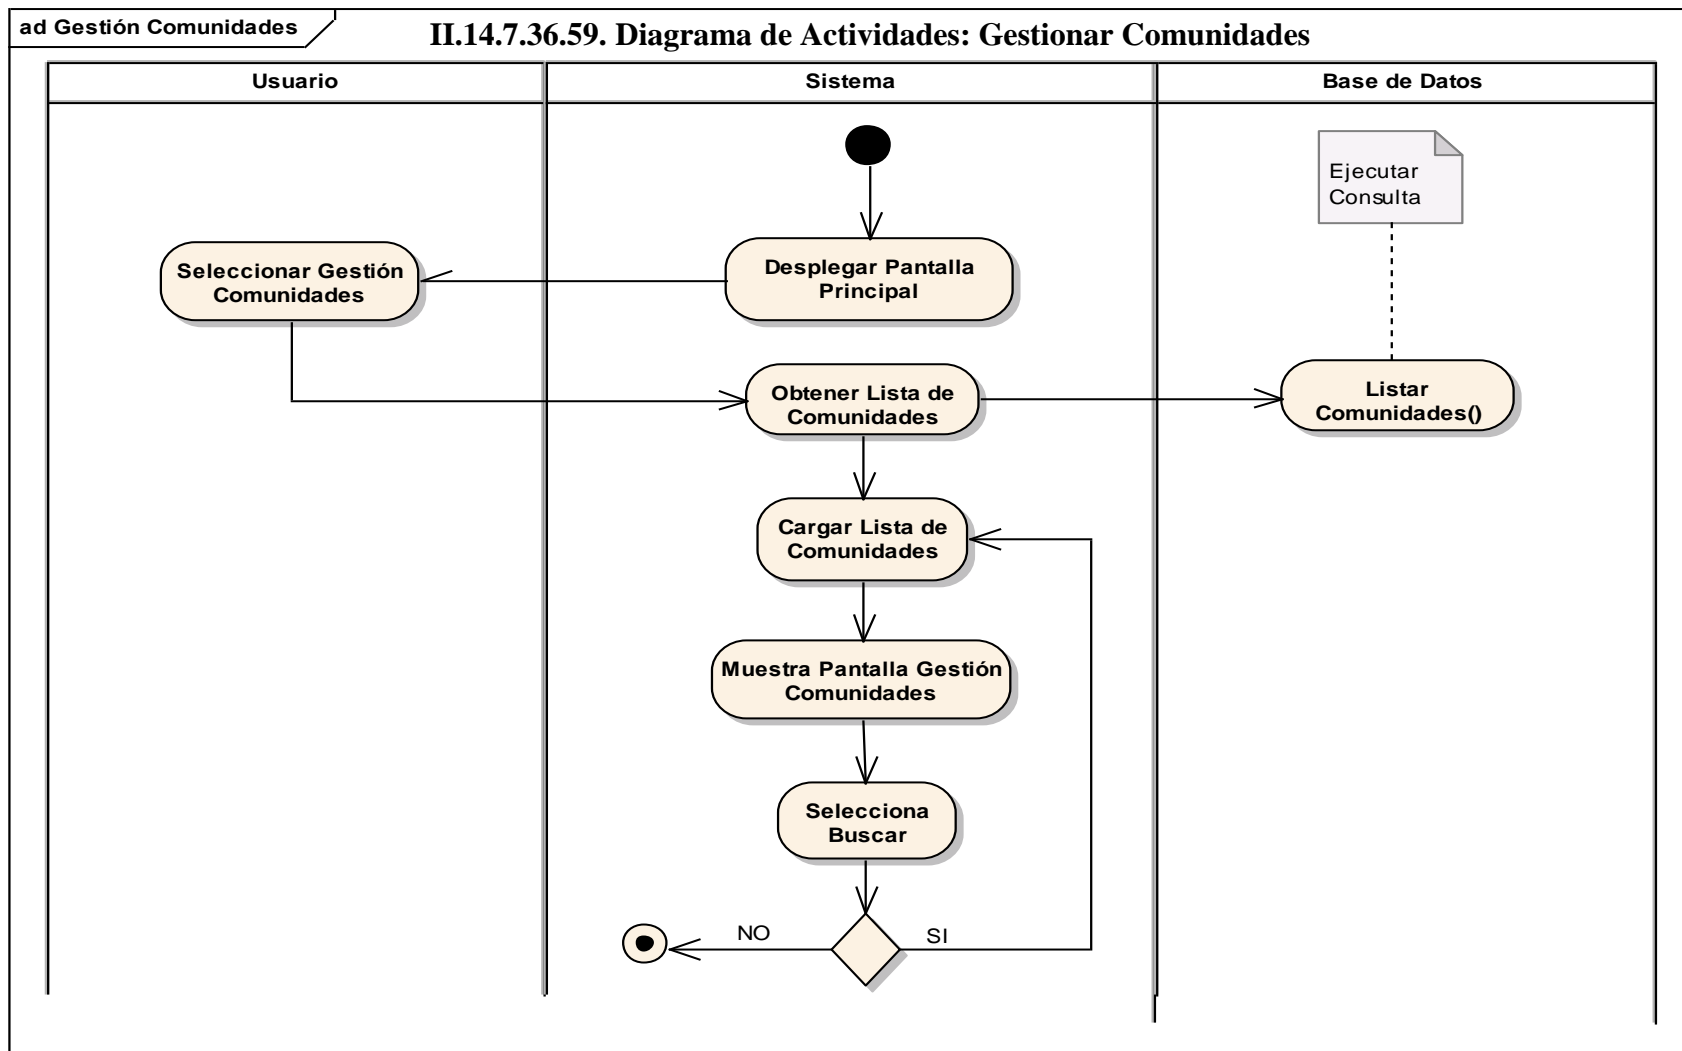 ad Gestión Comunidades
II.14.7.36.59. Diagrama de Actividades: Gestionar Comunidades
Usuario
Sistema
Base de Datos
Ejecutar
Consulta
Seleccionar Gestión
Comunidades
Desplegar Pantalla
Principal
Obtener Lista de
Comunidades
Listar
Comunidades()
Cargar Lista de
Comunidades
Muestra Pantalla Gestión
Comunidades
Selecciona
Buscar
NO
SI